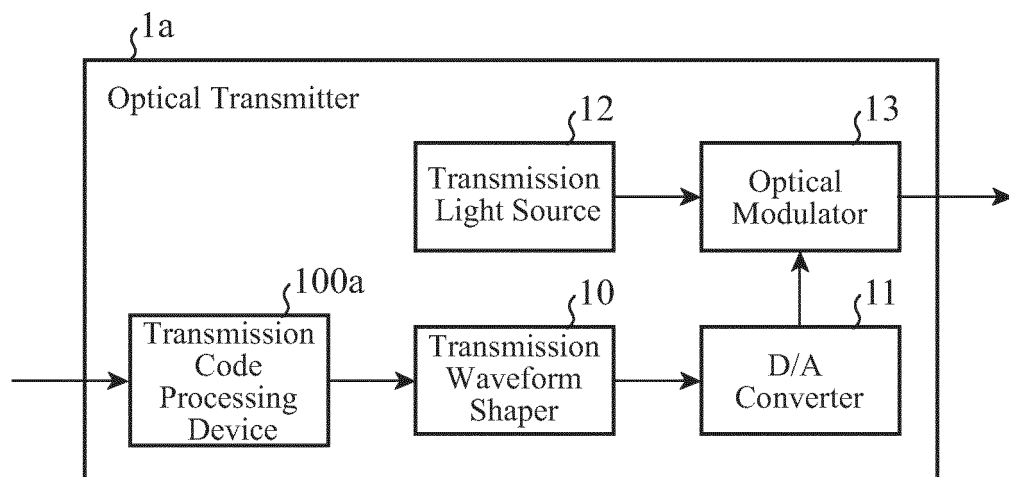 1a
Optical Transmitter
12
Transmission
Light Source
13
Optical
Modulator
100a
Transmission
Code
Processing
Device
10
Transmission
Waveform
Shaper
11
D/A
Converter